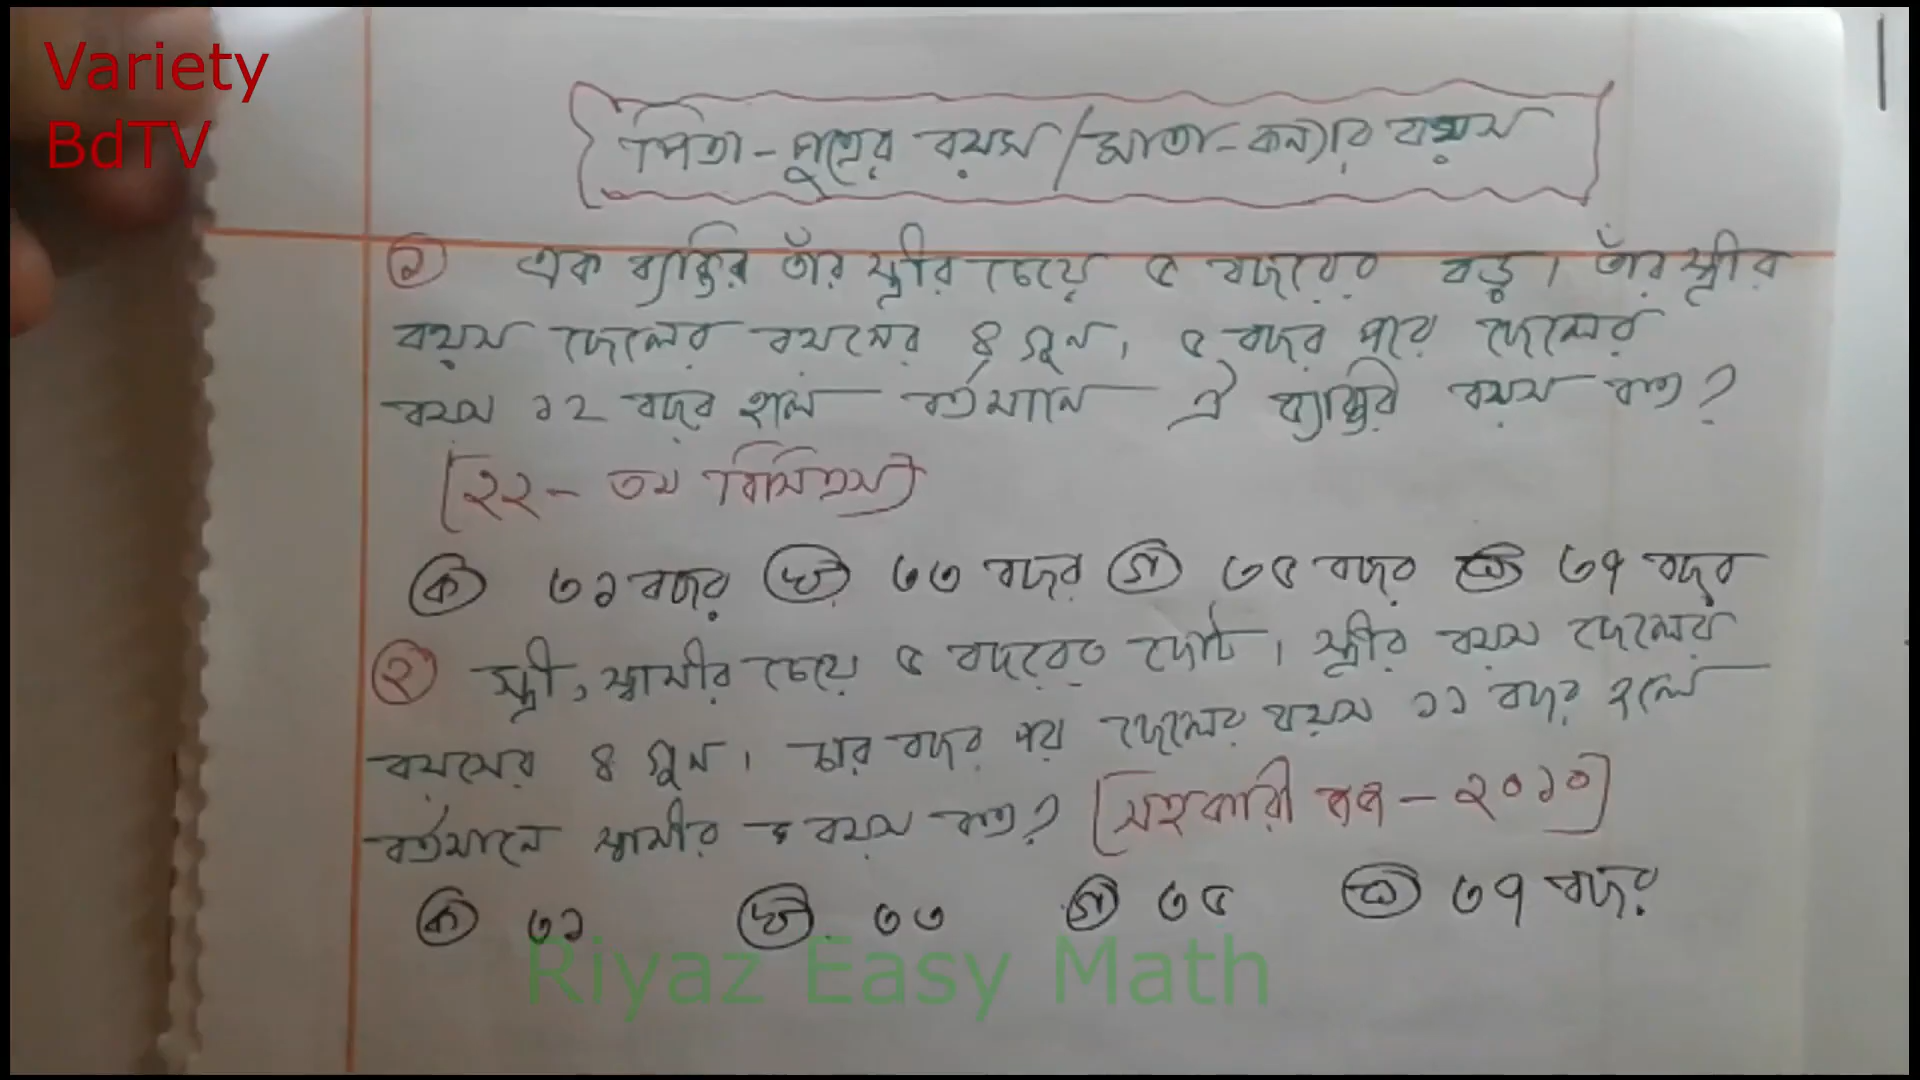 Variety
BdTV
পিতা-পুত্রের বয়স/মাতা-কন্যার বয়স
১ এক ব্যক্তির তাঁর স্ত্রীর চেয়ে ৫ বছরের বড়। তাঁর স্ত্রীর
বয়স ছেলের বয়সের ৪ গুন, ৫ বছর পরে ছেলের
বয়স ১২ বছর হলে বর্তমানে ঐ ব্যক্তির বয়স কত?
[২২-তম বিসিএস]
ক ৩১ বছর খ ৩৩ বছর গ ৩৫ বছর ঘ ৩৭ বছর
২ স্ত্রী, স্বামীর চেয়ে ৫ বছরের ছোট। স্ত্রীর বয়স ছেলের
বয়সের ৪ গুন। চার বছর পর ছেলের বয়স ১১ বছর হলে
বর্তমানে স্বামীর বয়স কত? [সহকারী জজ - ২০১০]
ক ৩১ খ ৩৩ গ ৩৫ ঘ ৩৭ বছর
Riyaz Easy Math